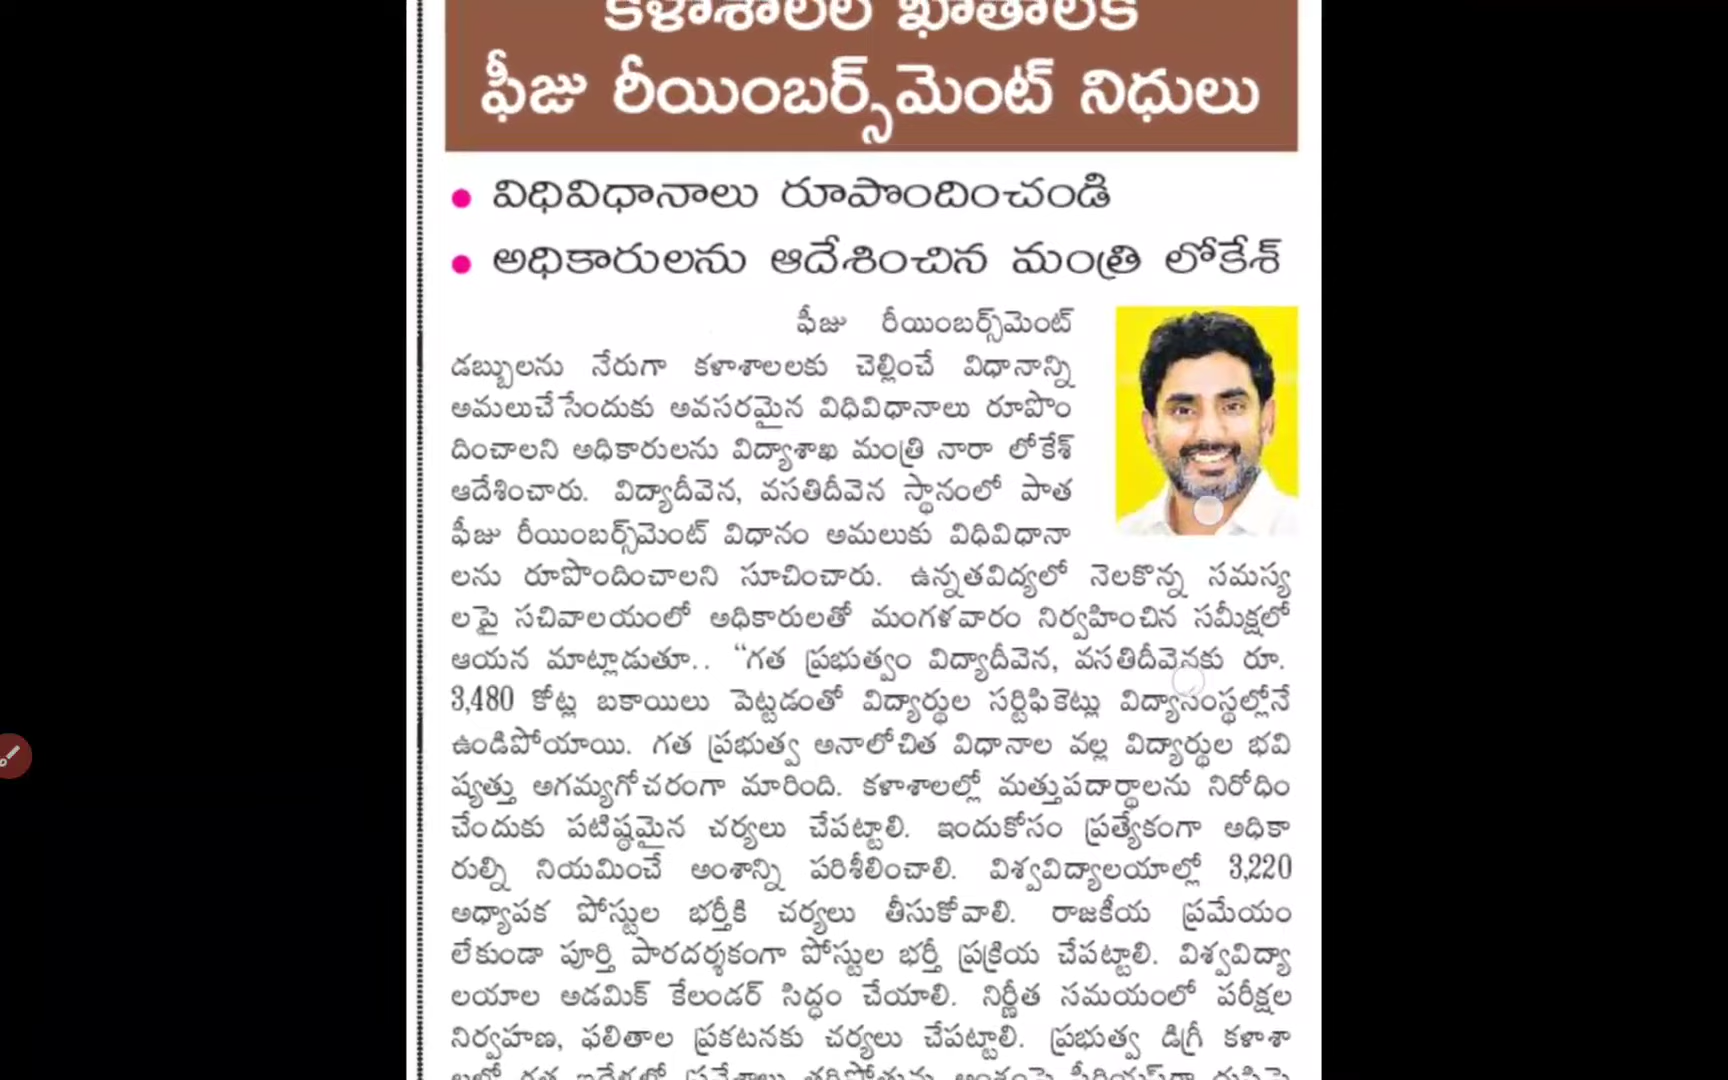 కళాశాలల ఖాతాలకే
ఫీజు రీయింబర్స్‌మెంట్ నిధులు
• విధివిధానాలు రూపొందించండి
• అధికారులను ఆదేశించిన మంత్రి లోకేశ్
ఫీజు రీయింబర్స్‌మెంట్
డబ్బులను నేరుగా కళాశాలలకు చెల్లించే విధానాన్ని
అమలుచేసేందుకు అవసరమైన విధివిధానాలు రూపొం
దించాలని అధికారులను విద్యాశాఖ మంత్రి నారా లోకేశ్
ఆదేశించారు. విద్యాదీవెన, వసతిదీవెన స్థానంలో పాత
ఫీజు రీయింబర్స్‌మెంట్ విధానం అమలుకు విధివిధానా
లను రూపొందించాలని సూచించారు. ఉన్నతవిద్యలో నెలకొన్న సమస్య
లపై సచివాలయంలో అధికారులతో మంగళవారం నిర్వహించిన సమీక్షలో
ఆయన మాట్లాడుతూ.. “గత ప్రభుత్వం విద్యాదీవెన, వసతిదీవెనకు రూ.
3,480 కోట్ల బకాయిలు పెట్టడంతో విద్యార్థుల సర్టిఫికెట్లు విద్యాసంస్థల్లోనే
ఉండిపోయాయి. గత ప్రభుత్వ అనాలోచిత విధానాల వల్ల విద్యార్థుల భవి
ష్యత్తు అగమ్యగోచరంగా మారింది. కళాశాలల్లో మత్తుపదార్థాలను నిరోధిం
చేందుకు పటిష్ఠమైన చర్యలు చేపట్టాలి. ఇందుకోసం ప్రత్యేకంగా అధికా
రుల్ని నియమించే అంశాన్ని పరిశీలించాలి. విశ్వవిద్యాలయాల్లో 3,220
అధ్యాపక పోస్టుల భర్తీకి చర్యలు తీసుకోవాలి. రాజకీయ ప్రమేయం
లేకుండా పూర్తి పారదర్శకంగా పోస్టుల భర్తీ ప్రక్రియ చేపట్టాలి. విశ్వవిద్యా
లయాల అడమిక్ కేలండర్ సిద్ధం చేయాలి. నిర్ణీత సమయంలో పరీక్షల
నిర్వహణ, ఫలితాల ప్రకటనకు చర్యలు చేపట్టాలి. ప్రభుత్వ డిగ్రీ కళాశా